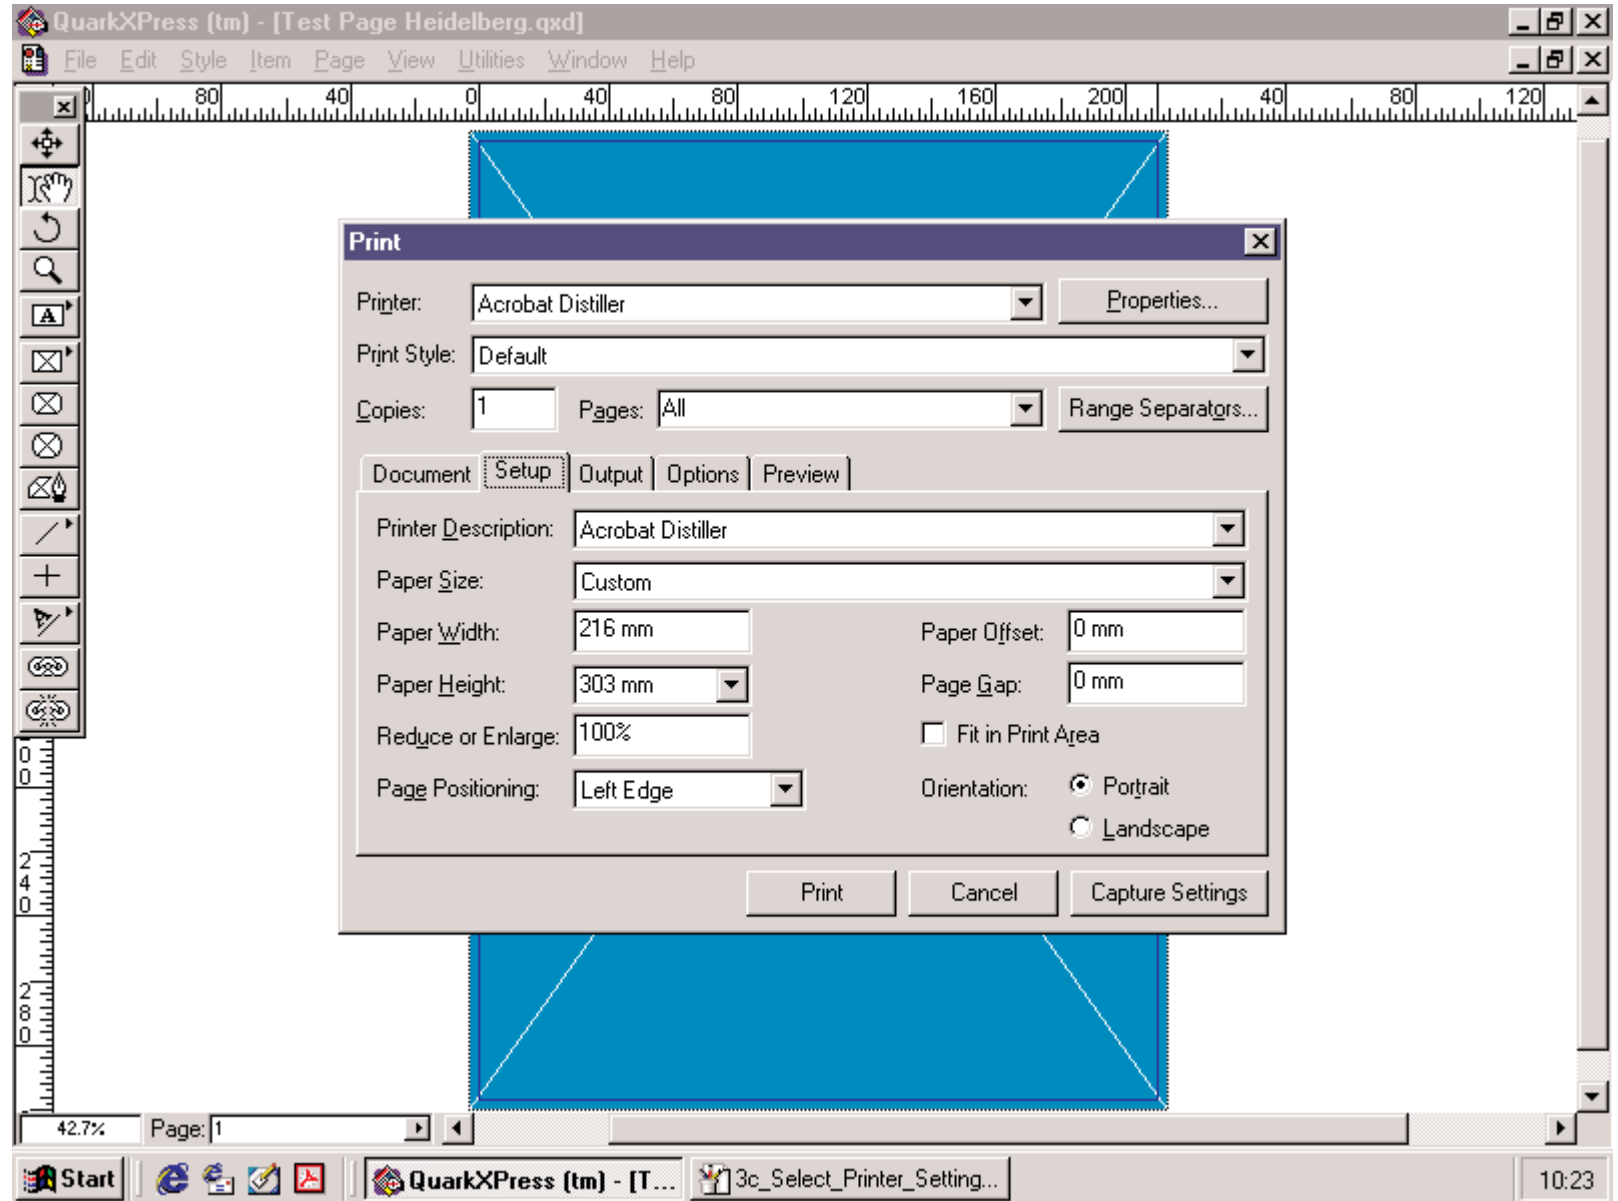 QuarkXPress (tm) - [Test Page Heidelberg.qxd]
File Edit Style Item Page View Utilities Window Help
80 40 0 40 80 120 160 200 40 80 120
Print
Printer: Acrobat Distiller Properties...
Print Style: Default
Copies: 1 Pages: All Range Separators...
Document Setup Output Options Preview
Printer Description: Acrobat Distiller
Paper Size: Custom
Paper Width: 216 mm Paper Offset: 0 mm
Paper Height: 303 mm Page Gap: 0 mm
Reduce or Enlarge: 100% Fit in Print Area
Page Positioning: Left Edge Orientation: Portrait
Landscape
Print Cancel Capture Settings
240
280
42.7% Page: 1
Start QuarkXPress (tm) - [T... 3c_Select_Printer_Setting... 10:23